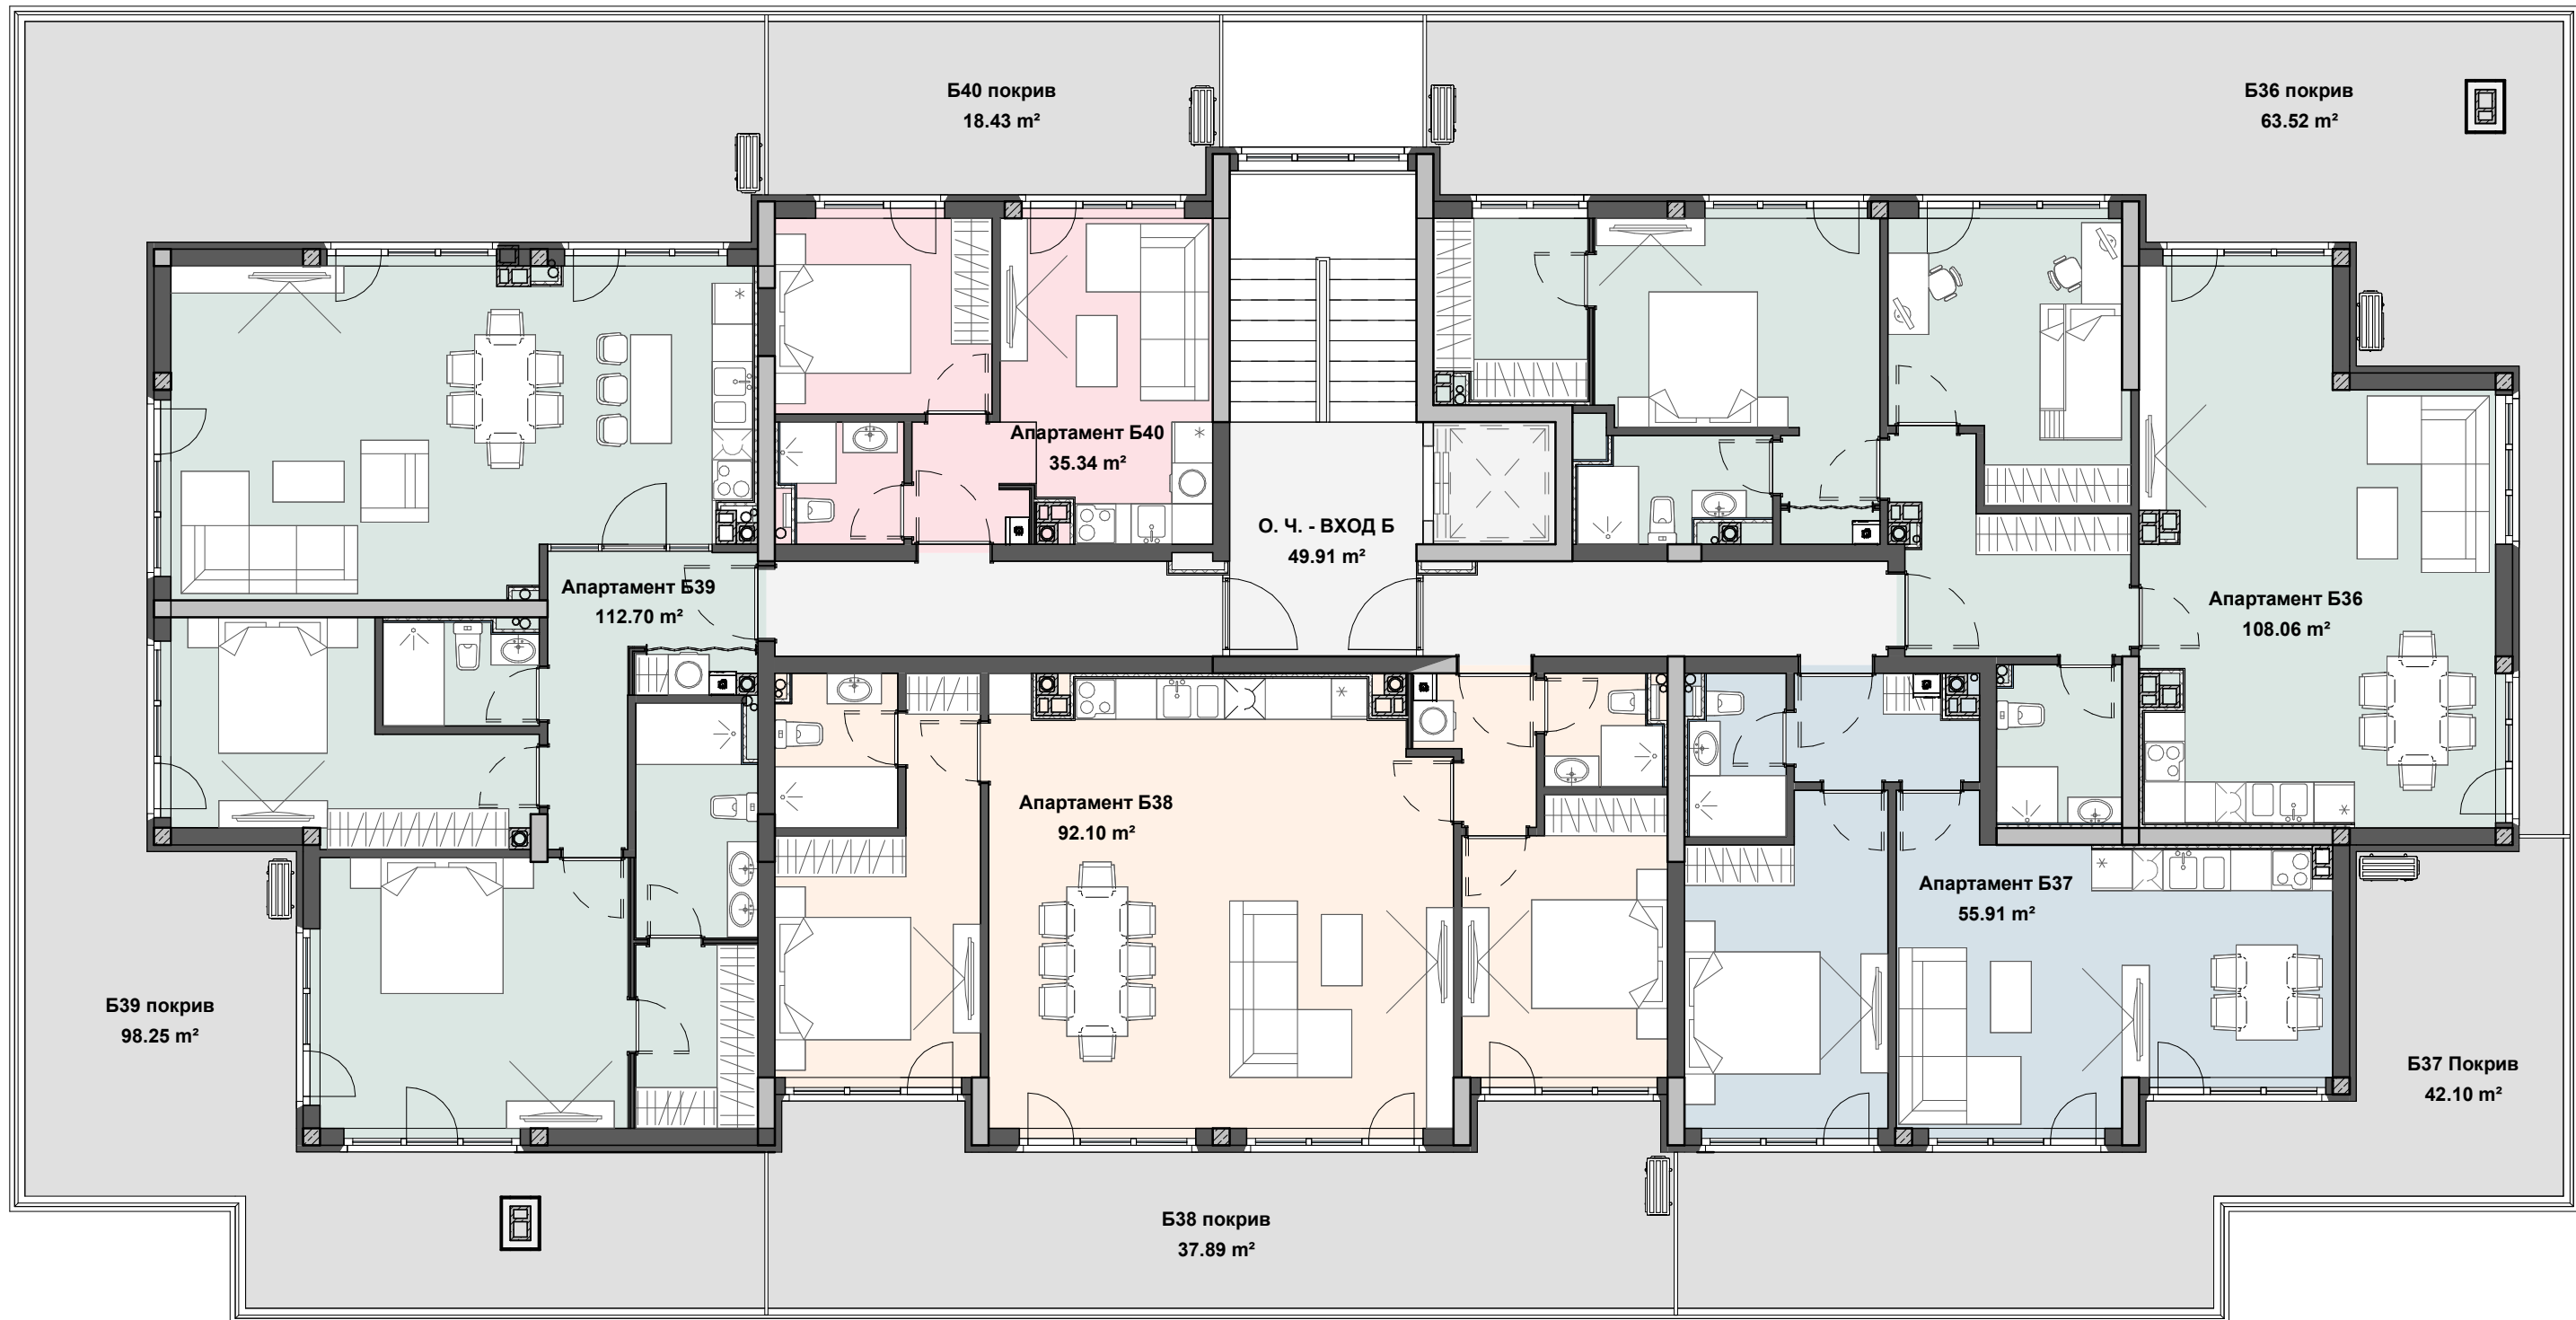 Б40 покрив
18.43 m²
Б36 покрив
63.52 m²
Апартамент Б40
35.34 m²
О. Ч. - ВХОД Б
49.91 m²
Апартамент Б39
112.70 m²
Апартамент Б36
108.06 m²
Апартамент Б38
92.10 m²
Апартамент Б37
55.91 m²
Б39 покрив
98.25 m²
Б37 Покрив
42.10 m²
Б38 покрив
37.89 m²